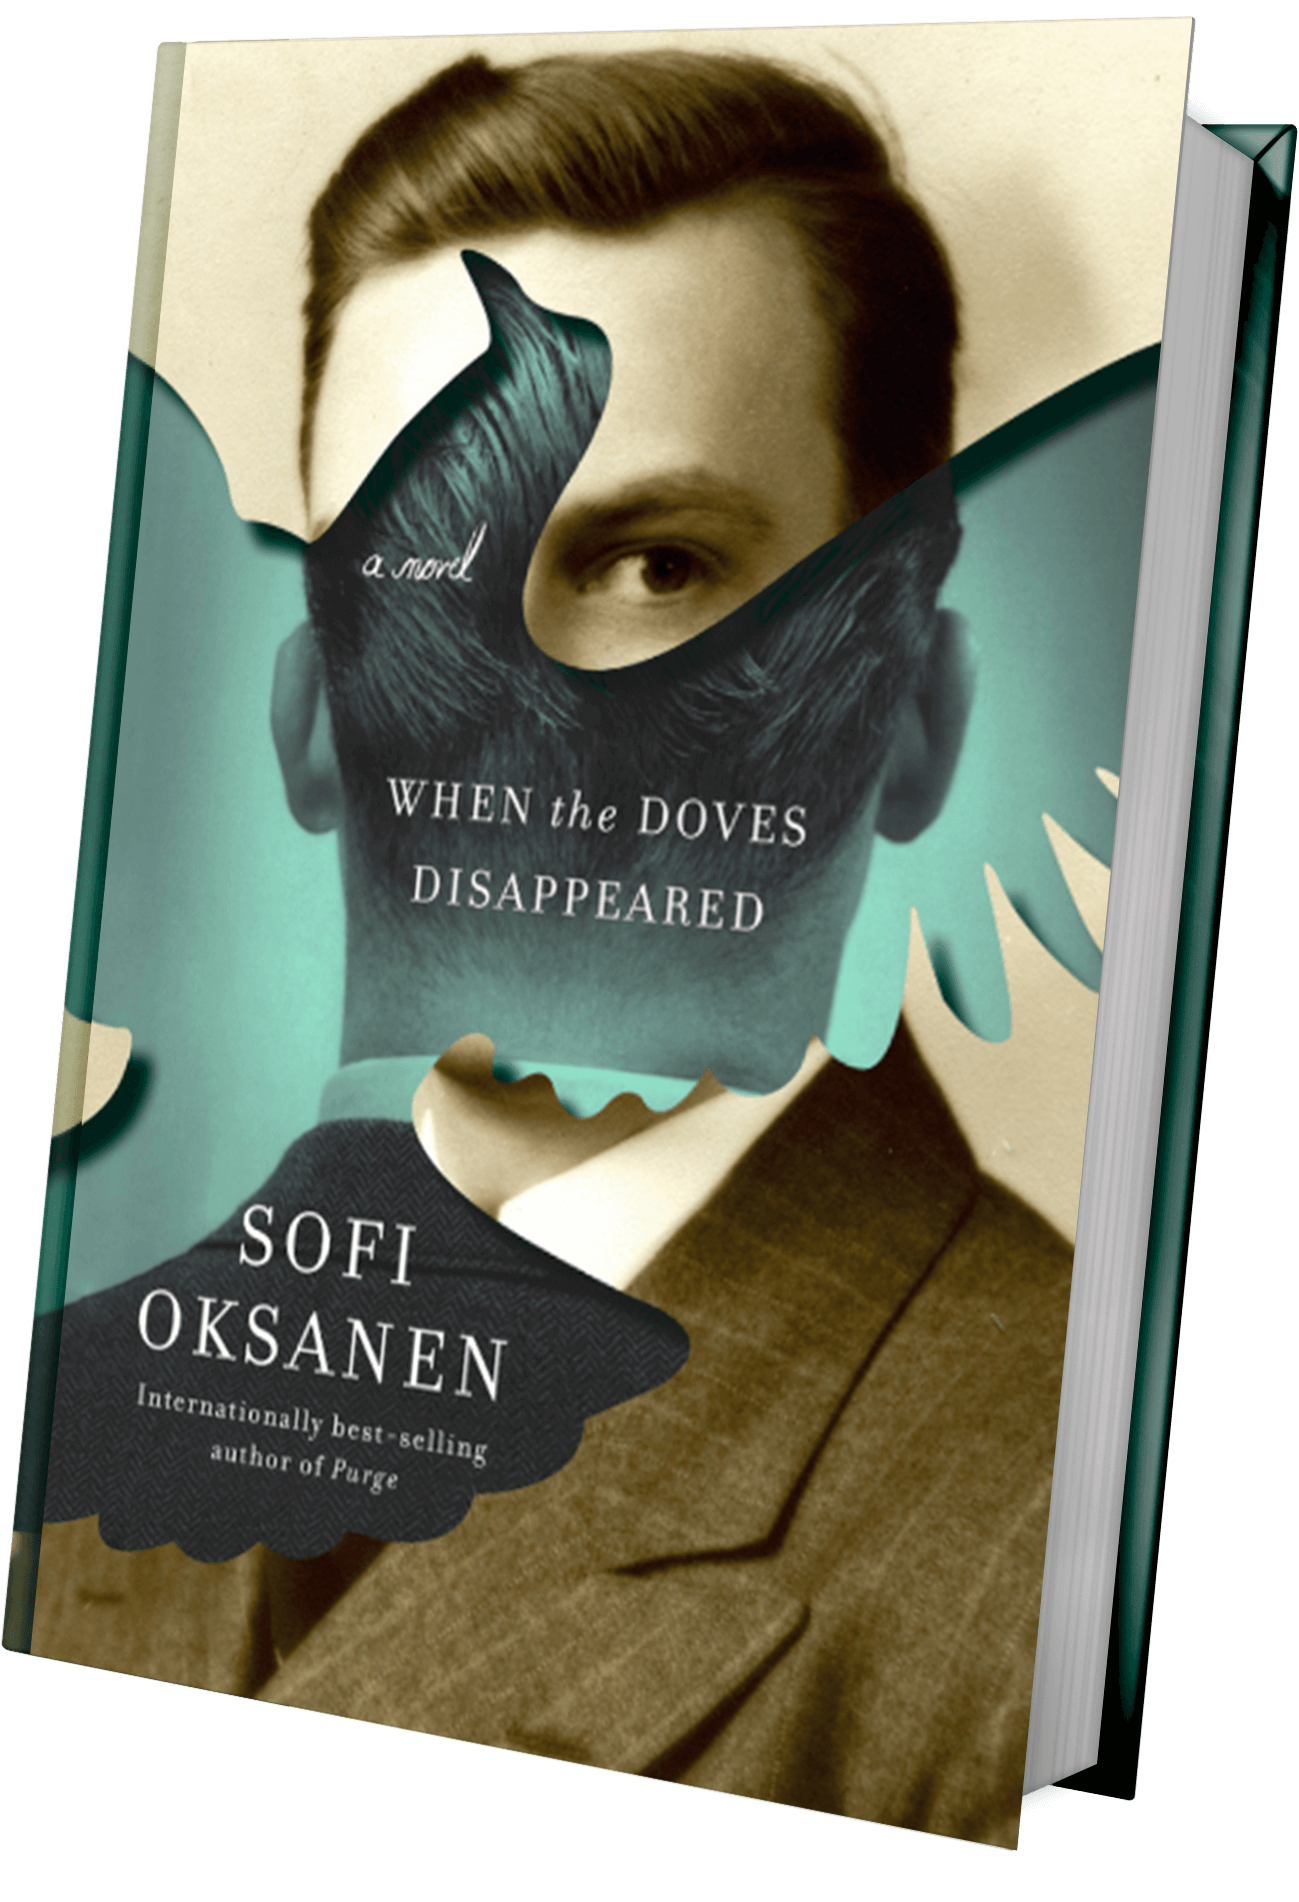 a novel
WHEN the DOVES
DISAPPEARED
SOFI
OKSANEN
Internationally best-selling
author of Purge